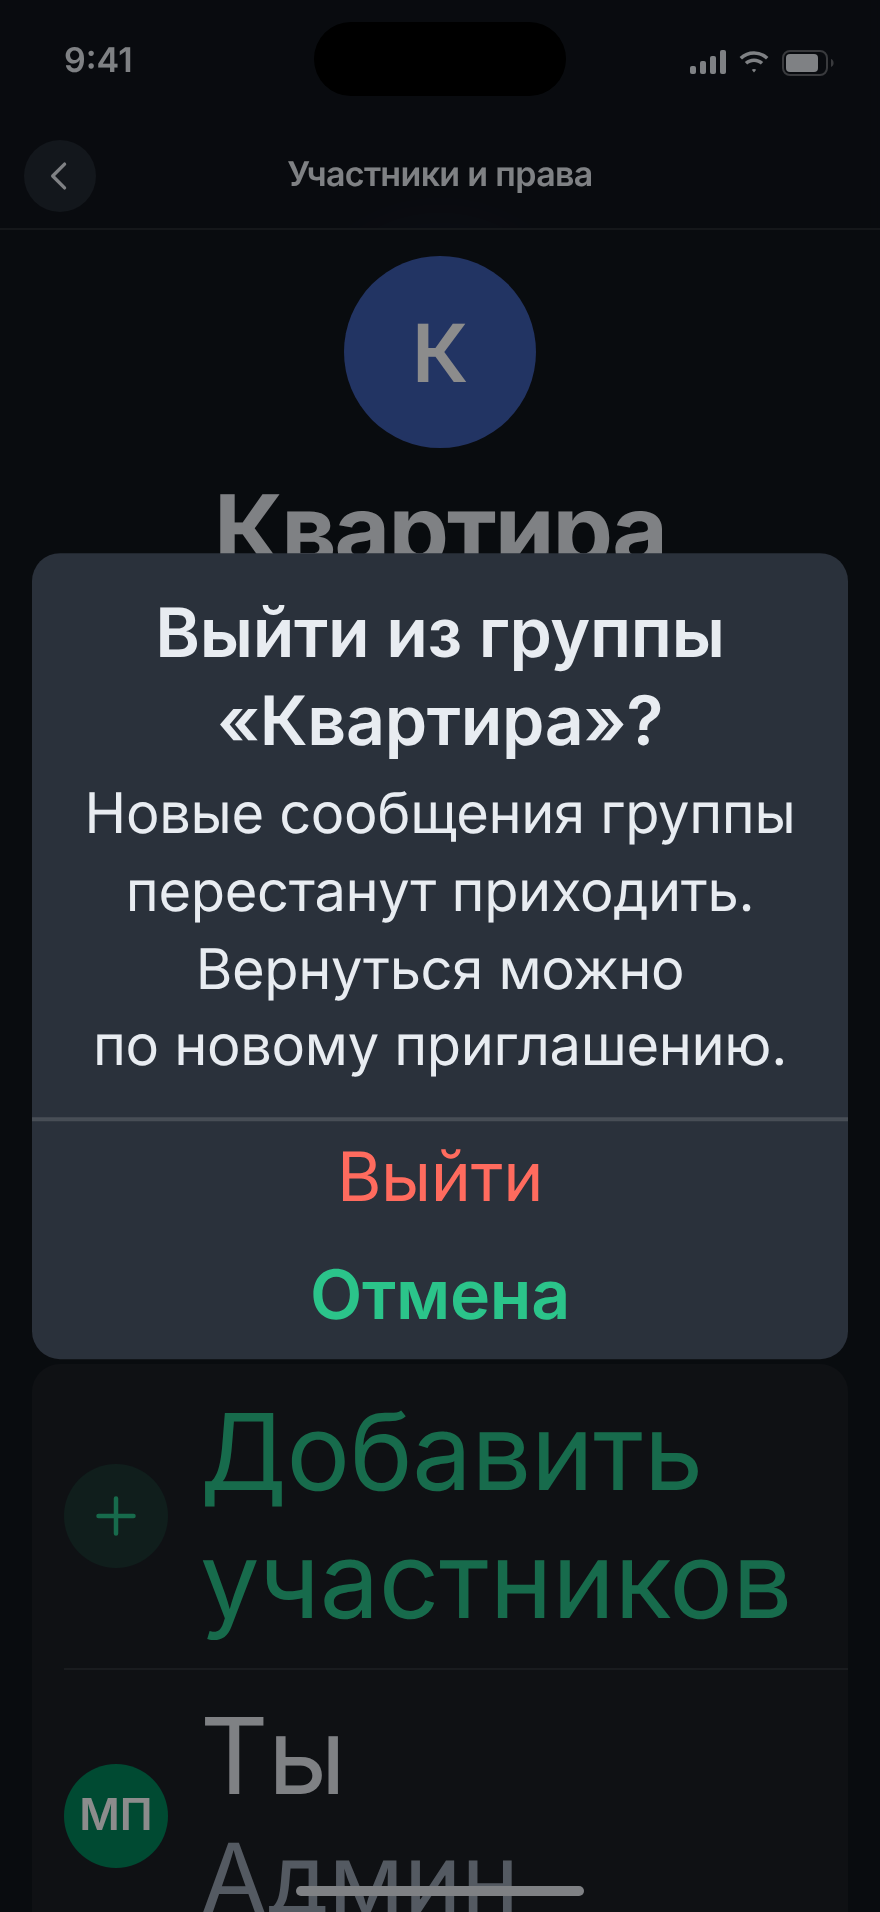 9:41
Участники и права
К
Квартира
Выйти из группы
«Квартира»?
Новые сообщения группы
перестанут приходить.
Вернуться можно
по новому приглашению.
Выйти
Отмена
Добавить
участников
Ты
МП
Админ